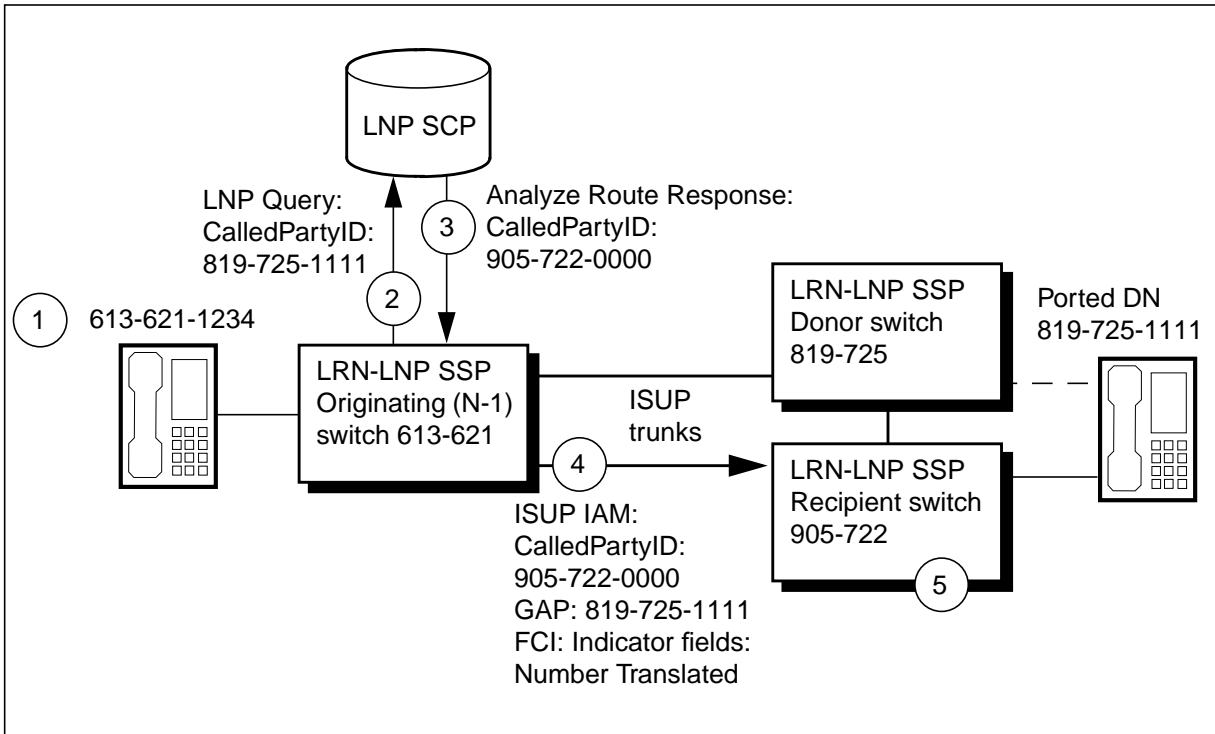 LNP SCP
LNP Query:
CalledPartyID:
819-725-1111
3
Analyze Route Response:
CalledPartyID:
905-722-0000
2
1
613-621-1234
LRN-LNP SSP
Originating (N-1)
switch 613-621
ISUP
trunks
LRN-LNP SSP
Donor switch
819-725
Ported DN
819-725-1111
4
ISUP IAM:
CalledPartyID:
905-722-0000
GAP: 819-725-1111
FCI: Indicator fields:
Number Translated
LRN-LNP SSP
Recipient switch
905-722
5